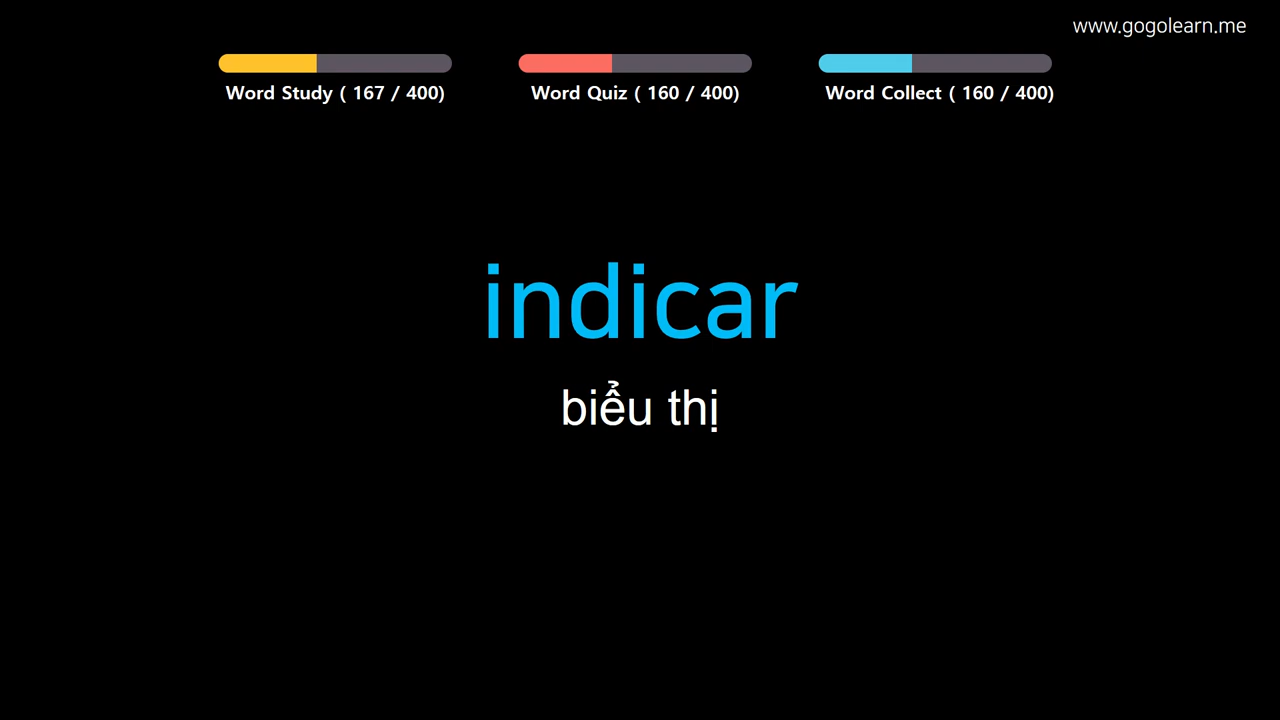 www.gogolearn.me
Word Study ( 167 / 400)
Word Quiz ( 160 / 400)
Word Collect ( 160 / 400)
indicar
biểu thị